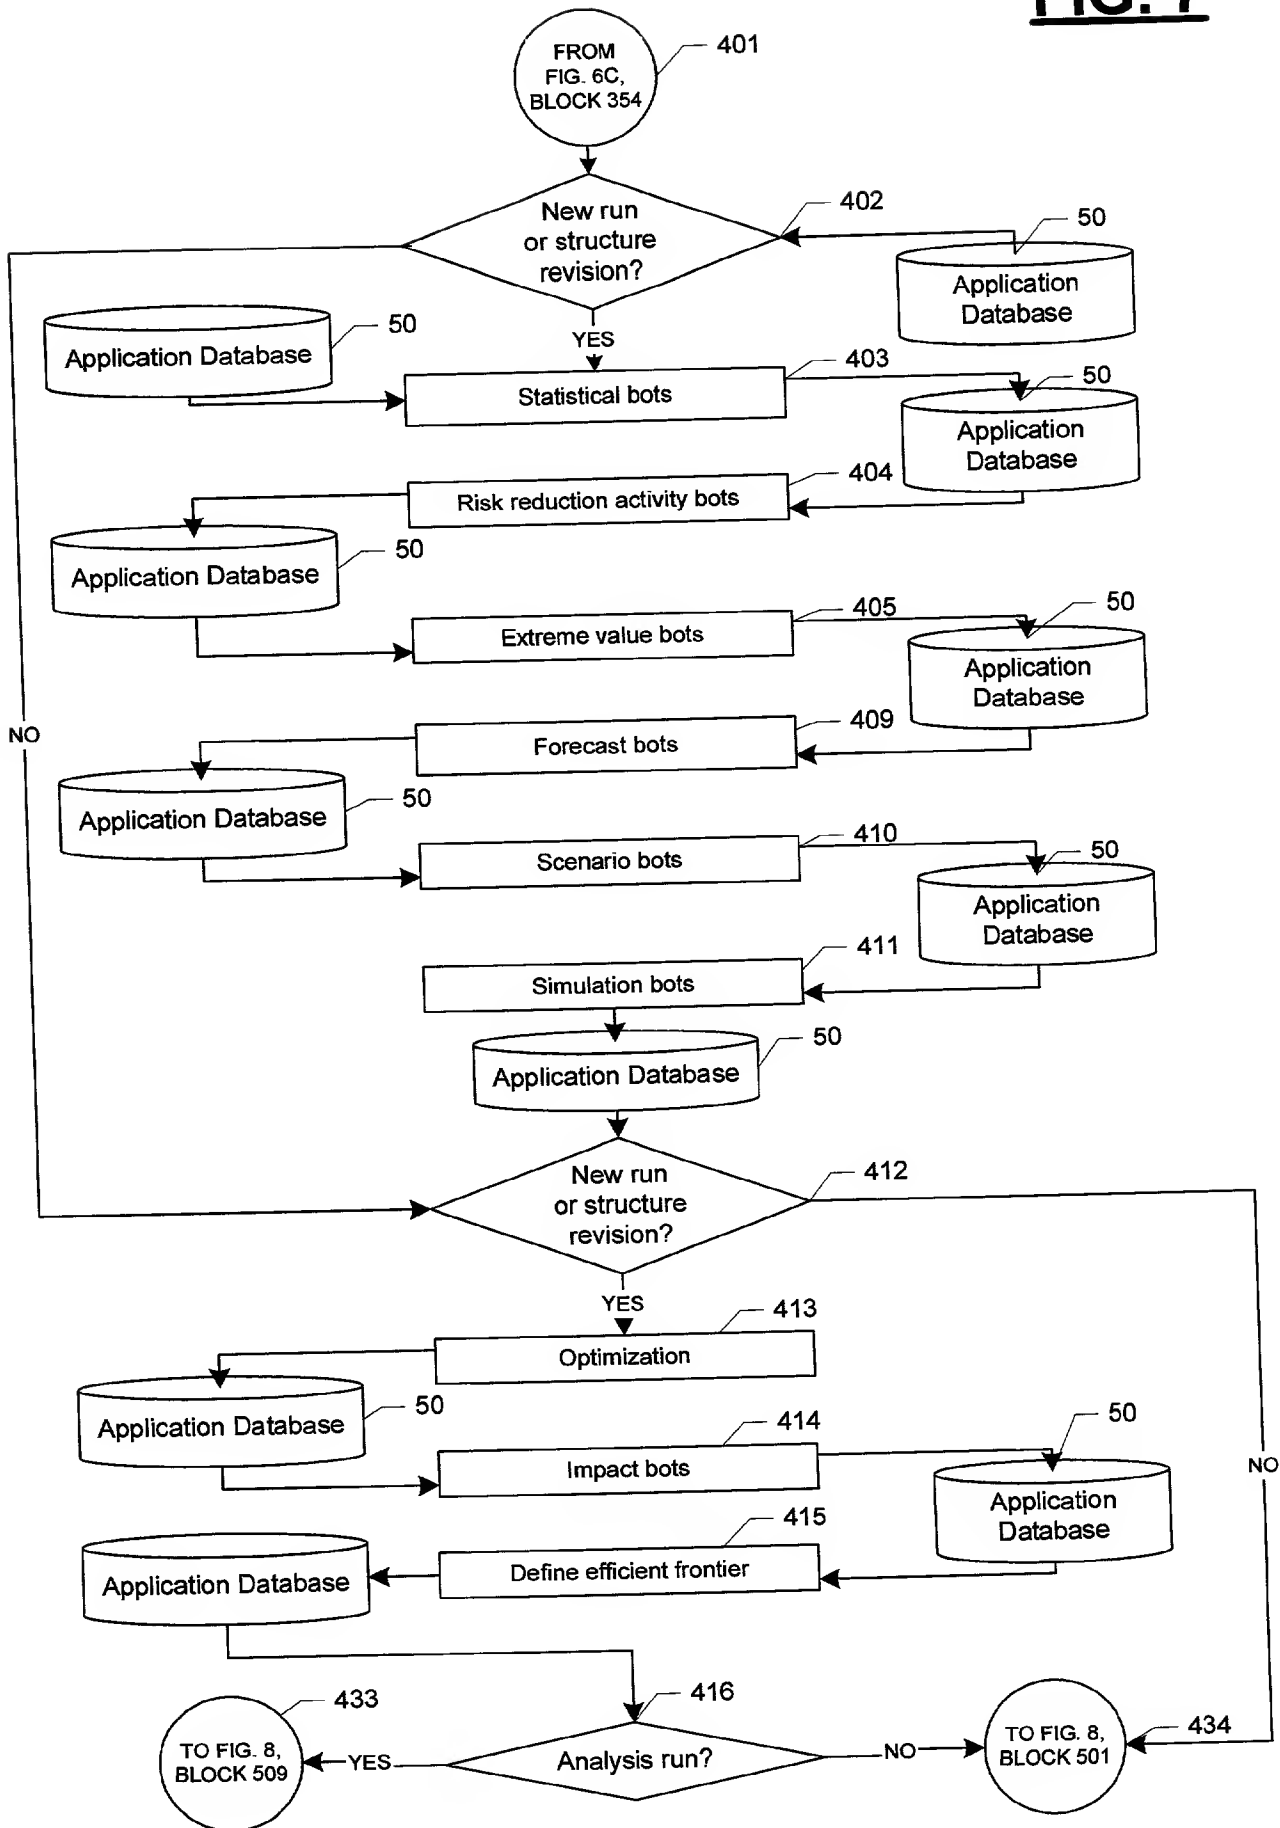 FIG. 7
FROM
FIG. 6C,
BLOCK 354
401
New run
or structure
revision?
402
50
Application
Database
Application Database
50
YES
Statistical bots
403
50
Application
Database
Risk reduction activity bots
404
Application Database
50
Extreme value bots
405
50
Application
Database
NO
Forecast bots
409
Application Database
50
Scenario bots
410
50
Application
Database
Simulation bots
411
Application Database
50
New run
or structure
revision?
412
YES
Optimization
413
Application Database
50
Impact bots
414
50
Application
Database
NO
Define efficient frontier
415
Application Database
TO FIG. 8,
BLOCK 509
433
YES
Analysis run?
416
NO
TO FIG. 8,
BLOCK 501
434